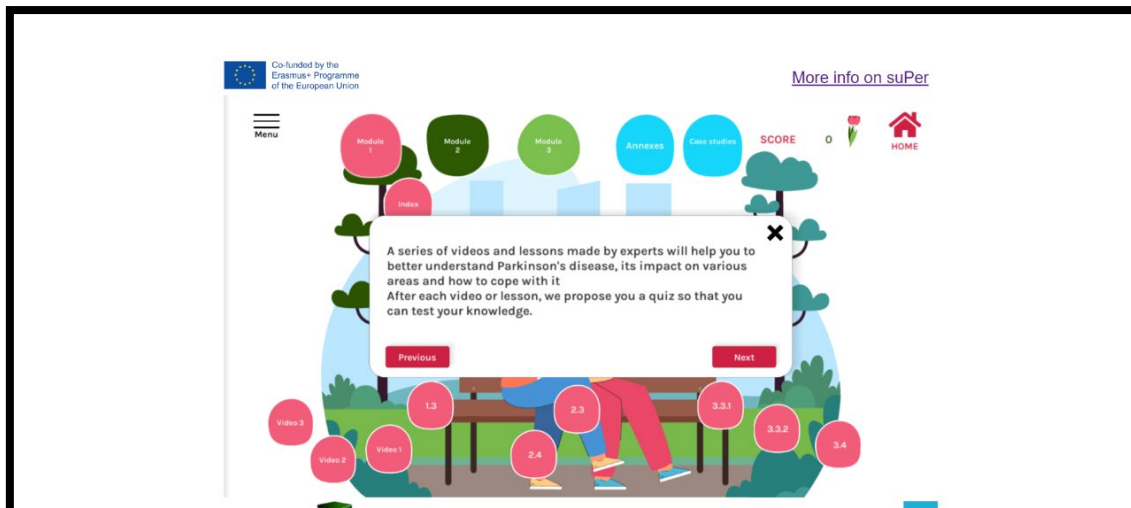 Co-funded by the
Erasmus+ Programme
of the European Union
More info on suPer
Menu
Module
1
Module
2
Module
3
Annexes
Case studies
SCORE
0
HOME
Index
A series of videos and lessons made by experts will help you to
better understand Parkinson's disease, its impact on various
areas and how to cope with it
After each video or lesson, we propose you a quiz so that you
can test your knowledge.
Previous
Next
1.3
2.3
3.3.1
Video 3
3.3.2
Video 2
Video 1
2.4
3.4